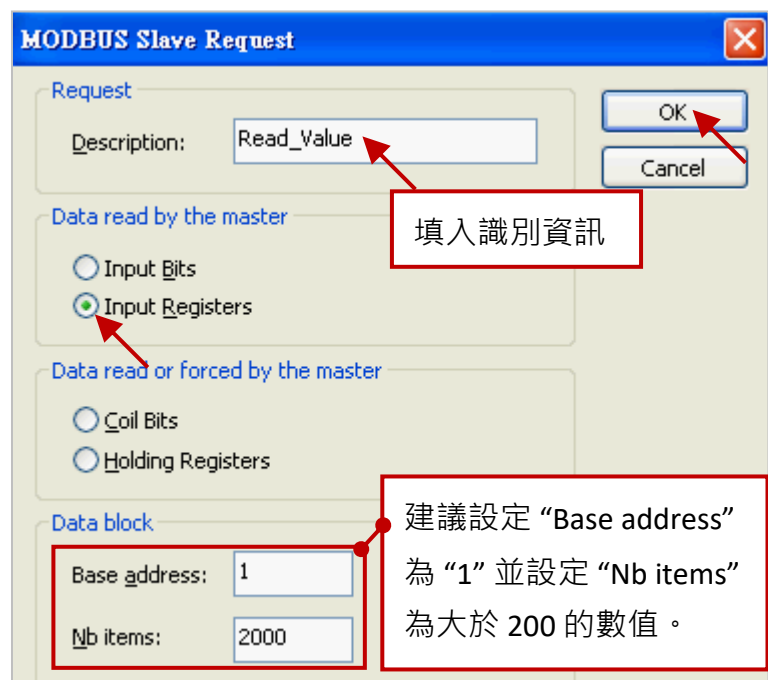 MODBUS Slave Request
Request
Description: Read_Value
OK
Cancel
填入識別資訊
Data read by the master
Input Bits
Input Registers
Data read or forced by the master
Coil Bits
Holding Registers
Data block
Base address: 1
Nb items: 2000
建議設定 “Base address”
為 “1” 並設定 “Nb items”
為大於 200 的數值。